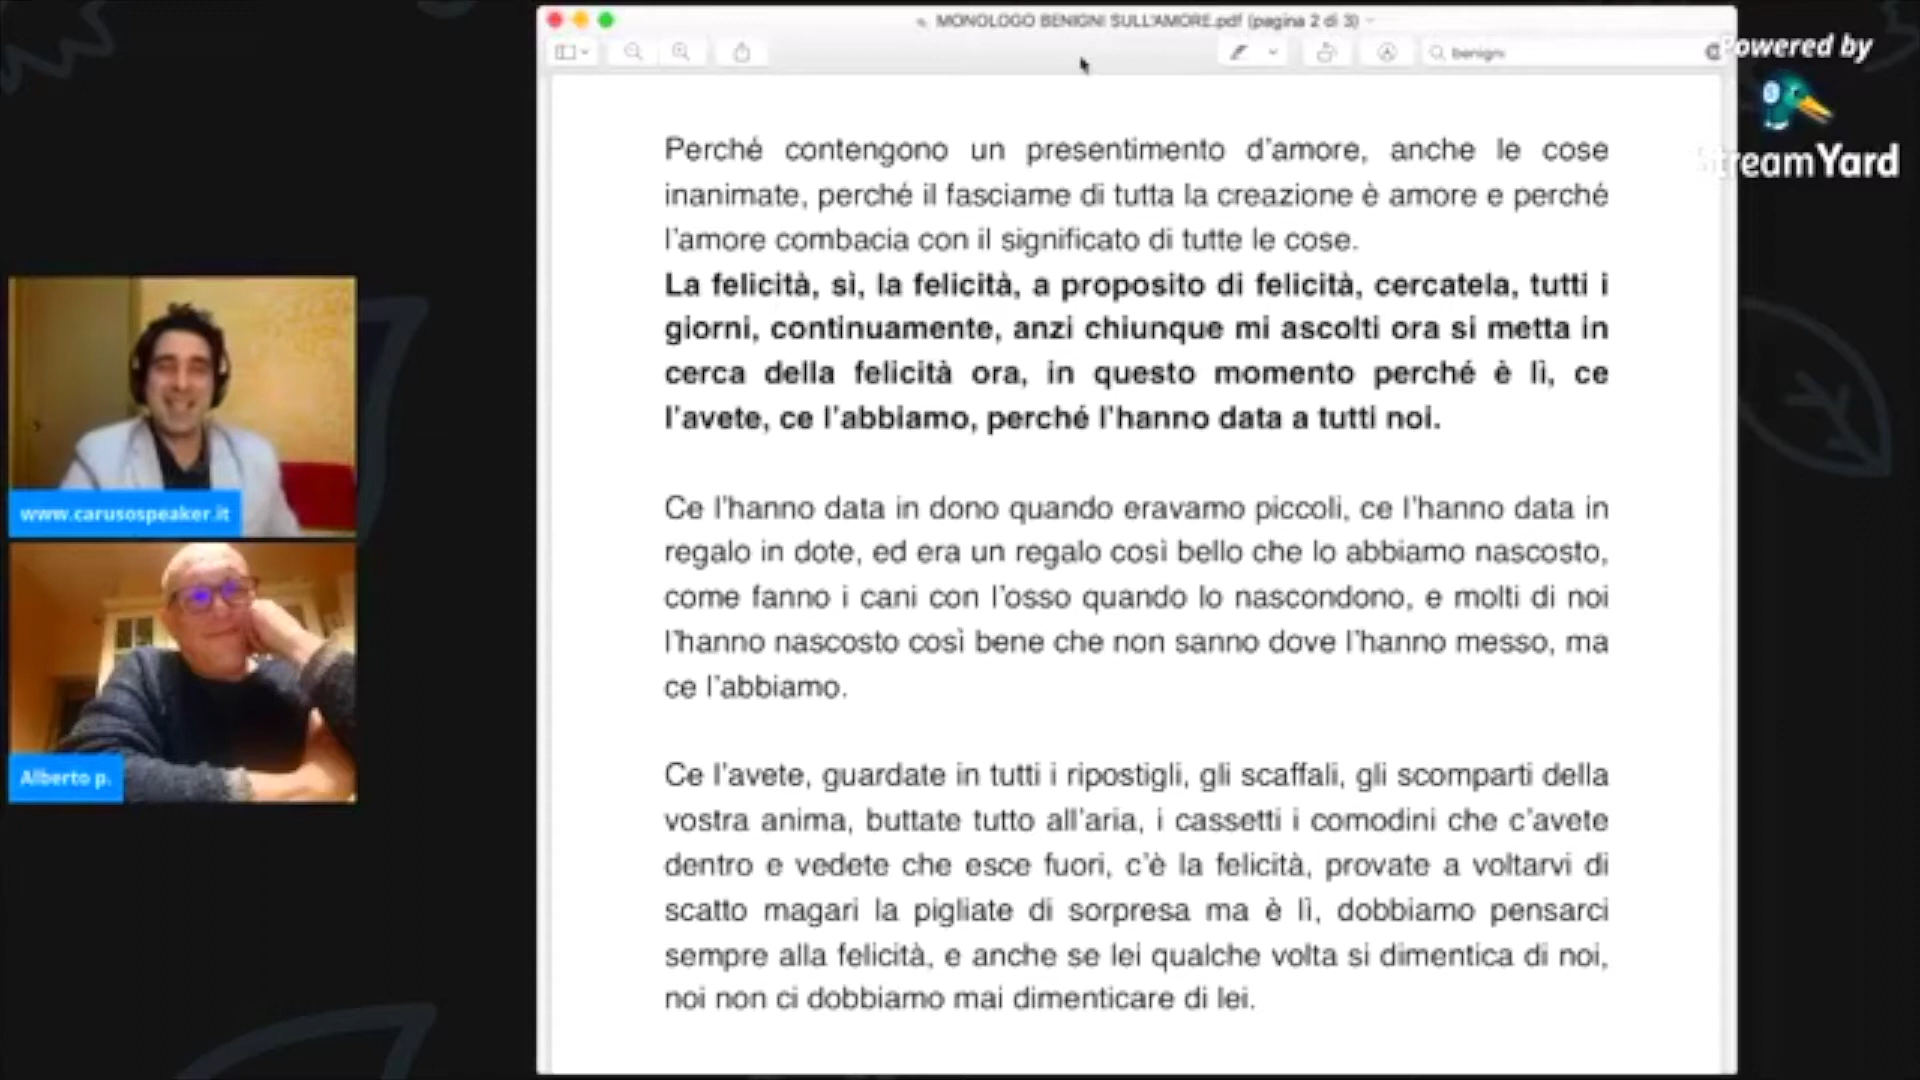 MONOLOGO BENIGNI SULL'AMORE.pdf (pagina 2 di 3)
benigni
Powered by
StreamYard
Perché contengono un presentimento d'amore, anche le cose
inanimate, perché il fasciame di tutta la creazione è amore e perché
l'amore combacia con il significato di tutte le cose.
La felicità, sì, la felicità, a proposito di felicità, cercatela, tutti i
giorni, continuamente, anzi chiunque mi ascolti ora si metta in
cerca della felicità ora, in questo momento perché è lì, ce
l'avete, ce l'abbiamo, perché l'hanno data a tutti noi.
Ce l'hanno data in dono quando eravamo piccoli, ce l'hanno data in
regalo in dote, ed era un regalo così bello che lo abbiamo nascosto,
come fanno i cani con l'osso quando lo nascondono, e molti di noi
l'hanno nascosto così bene che non sanno dove l'hanno messo, ma
ce l'abbiamo.
Ce l'avete, guardate in tutti i ripostigli, gli scaffali, gli scomparti della
vostra anima, buttate tutto all'aria, i cassetti i comodini che c'avete
dentro e vedete che esce fuori, c'è la felicità, provate a voltarvi di
scatto magari la pigliate di sorpresa ma è lì, dobbiamo pensarci
sempre alla felicità, e anche se lei qualche volta si dimentica di noi,
noi non ci dobbiamo mai dimenticare di lei.
www.carusospeaker.it
Alberto p.